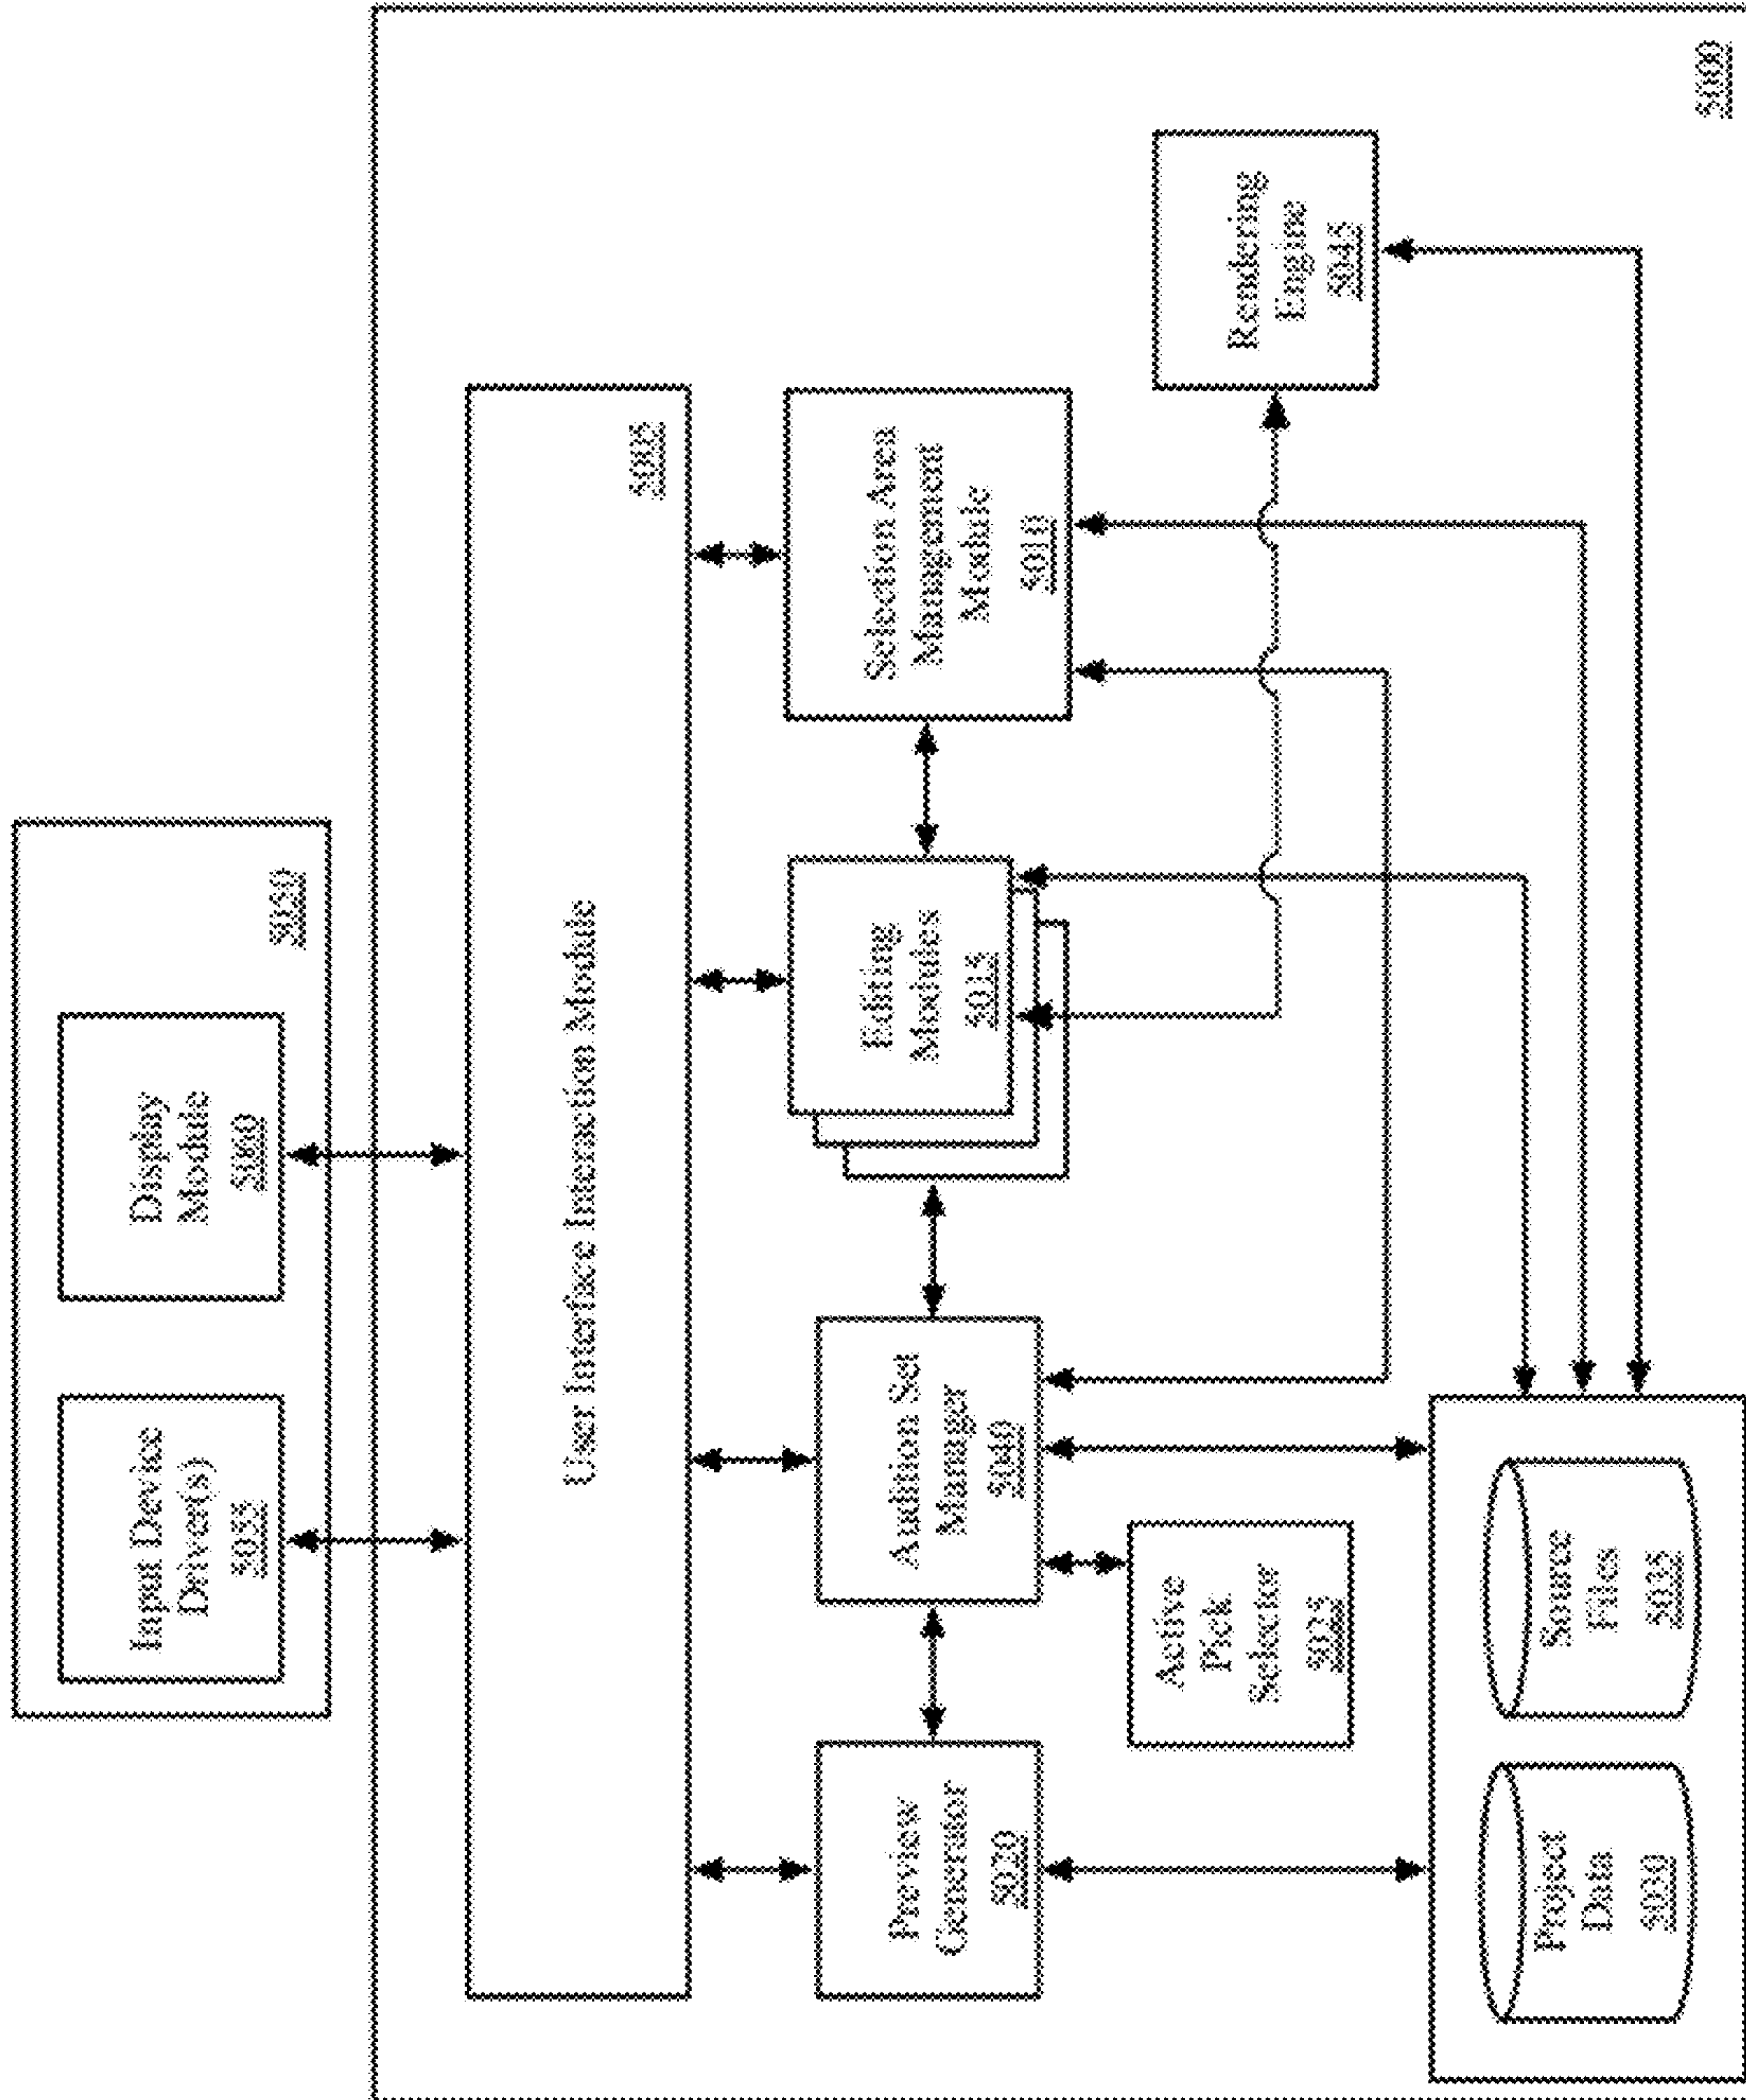 Input Device
Driver(s)
5055
Display
Module
5060
5050
User Interface Interaction Module
5005
Preview
Generator
5020
Audition Set
Manager
5040
Editing
Modules
5015
Selection Area
Management
Module
5010
Active
Pick
Selector
5025
Rendering
Engine
5045
Project
Data
5030
Source
Files
5035
5000